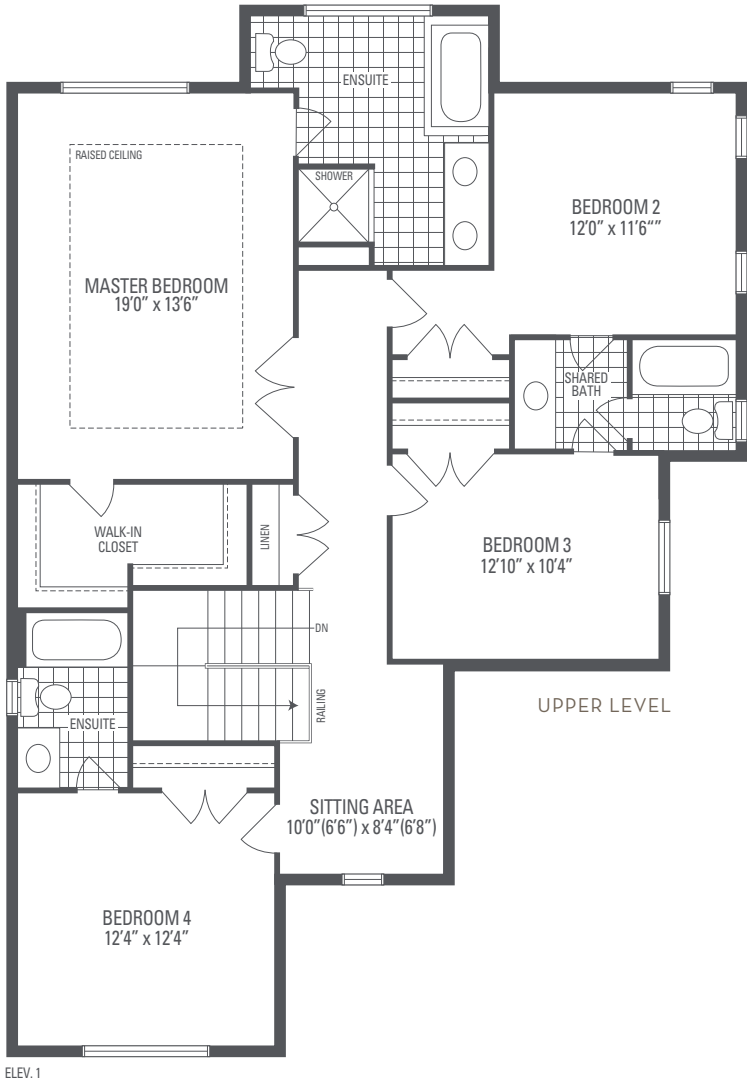 ENSUITE
RAISED CEILING
SHOWER
MASTER BEDROOM
19'0” x 13'6”
BEDROOM 2
12'0” x 11'6“”
SHARED
BATH
WALK-IN
CLOSET
LINEN
BEDROOM 3
12'10” x 10'4”
DN
RAILING
UPPER LEVEL
ENSUITE
SITTING AREA
10'0”(6'6”) x 8'4”(6'8”)
BEDROOM 4
12'4” x 12'4”
ELEV. 1